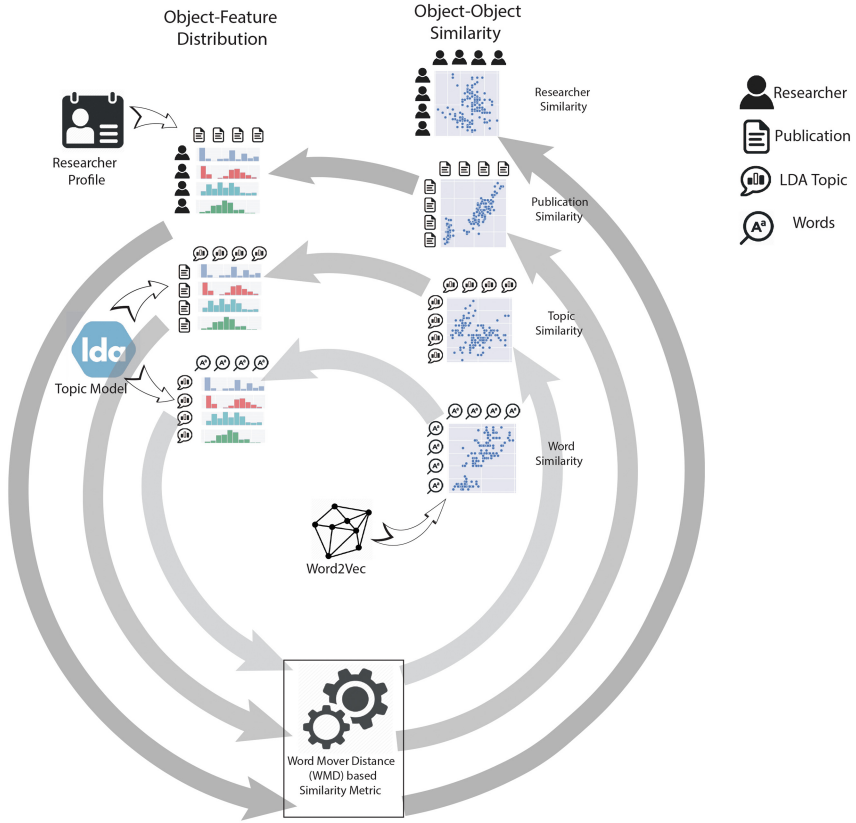 Object-Feature
Distribution
Object-Object
Similarity
Researcher
Similarity
Researcher
Publication
LDA Topic
Words
Researcher
Profile
Publication
Similarity
Topic
Similarity
lda
Topic Model
Word
Similarity
Word2Vec
Word Mover Distance
(WMD) based
Similarity Metric